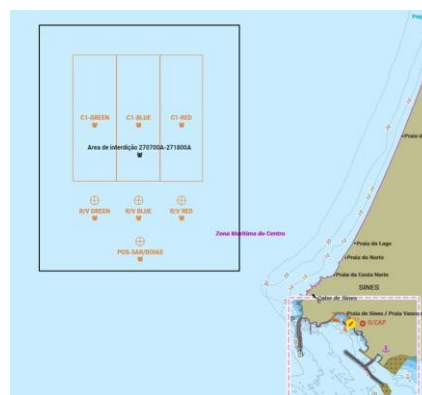 C1-GREEN C1-BLUE C1-RED
Area de interdição 270700A-271800A
R/V GREEN R/V BLUE R/V RED
Zona Marítima do Centro
POS-SAR/BOIAS
Praia do Lago
Praia do Norte
Praia da Costa Norte
SINES
Cabo de Sines
Praia de Sines / Praia Vasco
G/CAP